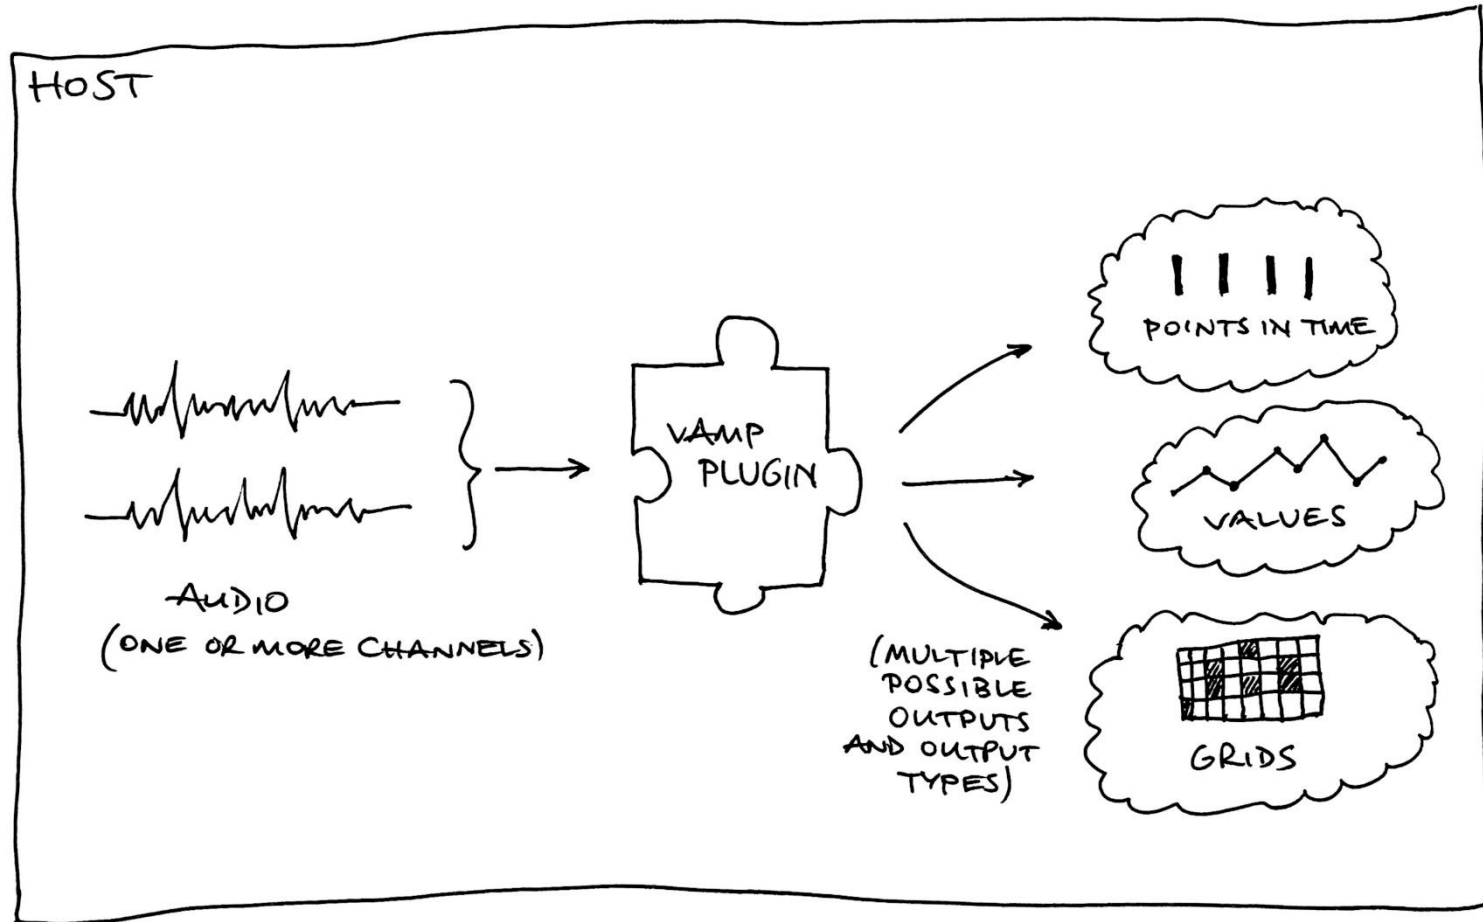 HOST
AUDIO
(ONE OR MORE CHANNELS)
VAMP
PLUGIN
(MULTIPLE
POSSIBLE
OUTPUTS
AND OUTPUT
TYPES)
POINTS IN TIME
VALUES
GRIDS